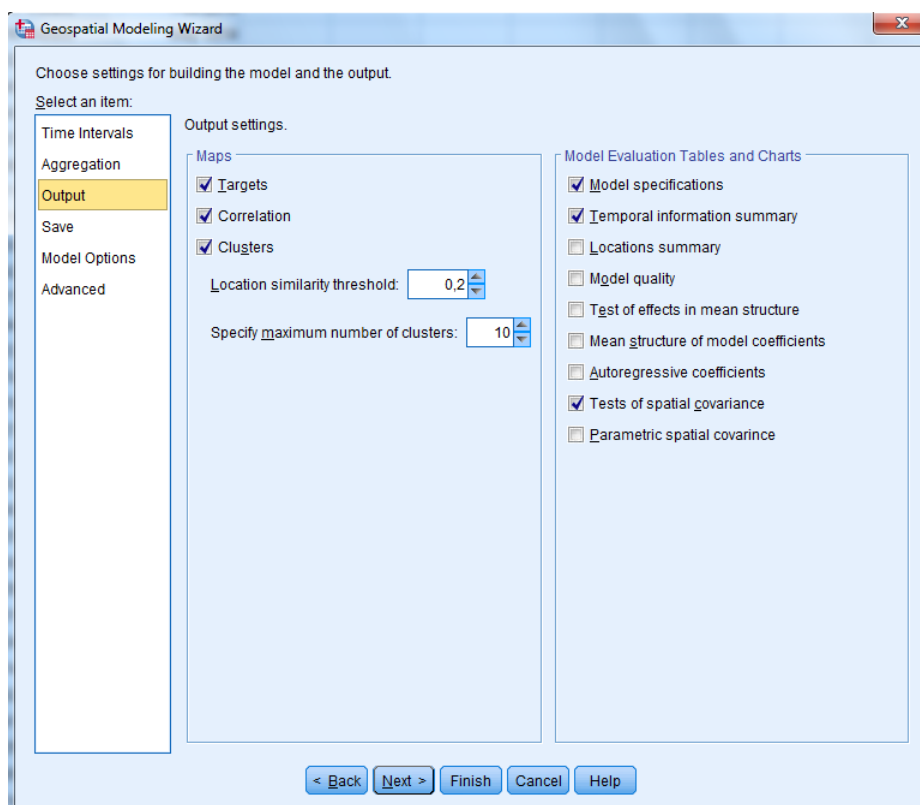 Geospatial Modeling Wizard
Choose settings for building the model and the output.
Select an item:
Time Intervals
Aggregation
Output
Save
Model Options
Advanced
Output settings.
Maps
Targets
Correlation
Clusters
Location similarity threshold: 0,2
Specify maximum number of clusters: 10
Model Evaluation Tables and Charts
Model specifications
Temporal information summary
Locations summary
Model quality
Test of effects in mean structure
Mean structure of model coefficients
Autoregressive coefficients
Tests of spatial covariance
Parametric spatial covarince
< Back Next > Finish Cancel Help